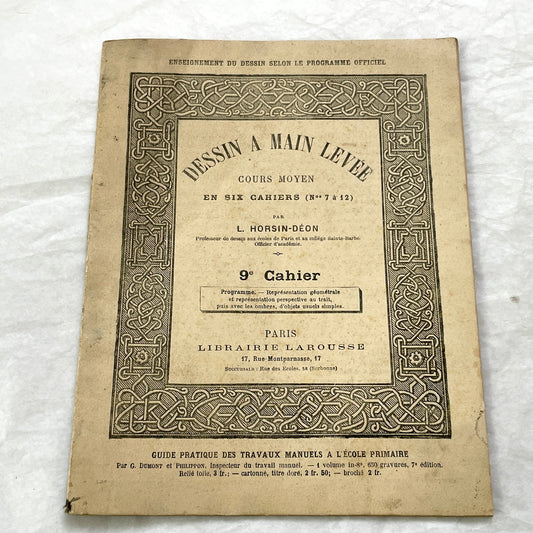 ENSEIGNEMENT DU DESSIN SELON LE PROGRAMME OFFICIEL
DESSIN A MAIN LEVÉE
COURS MOYEN
EN SIX CAHIERS (Nos 7 à 12)
PAR
L. HORSIN-DÉON
Professeur de dessin aux écoles de Paris et au collège Sainte-Barbe
Officier d'académie.
9e Cahier
Programme. — Représentation géométrale
et représentation perspective au trait,
puis avec les ombres, d'objets usuels simples.
PARIS
LIBRAIRIE LAROUSSE
17, Rue Montparnasse, 17
SUCCURSALE : Rue des Ecoles, 58 (Sorbonne)
GUIDE PRATIQUE DES TRAVAUX MANUELS A L'ÉCOLE PRIMAIRE
Par G. DUMONT et PHILIPPON, Inspecteur du travail manuel. — 1 volume in-8°, 650 gravures, 7e édition.
Relié toile, 3 fr.; — cartonné, titre doré, 2 fr. 50; — broché 2 fr.